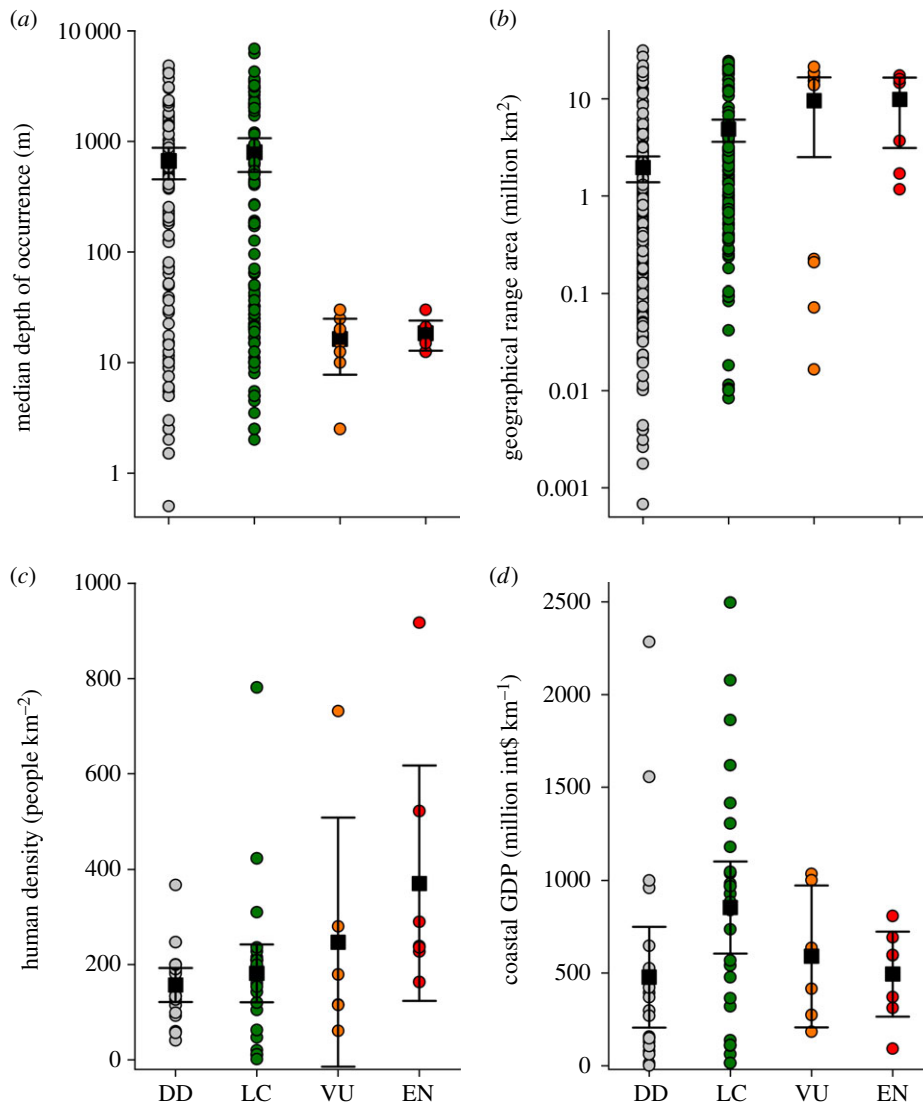 (a)
(b)
10 000
1000
100
10
1
median depth of occurrence (m)
10
1
0.1
0.01
0.001
geographical range area (million km²)
(c)
(d)
1000
800
600
400
200
0
human density (people km⁻²)
2500
2000
1500
1000
500
0
coastal GDP (million int$ km⁻¹)
DD LC VU EN
DD LC VU EN